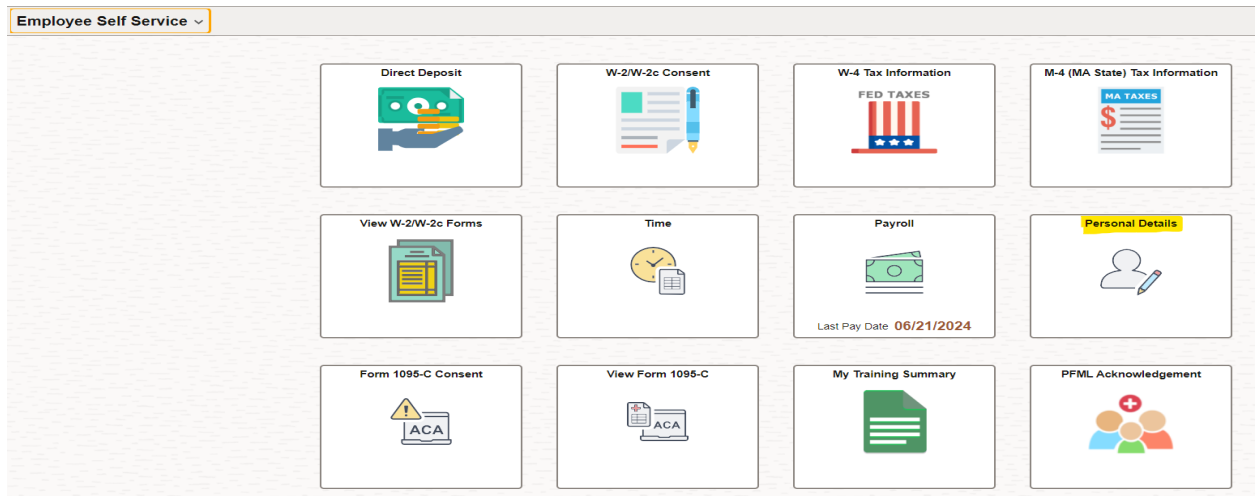 Employee Self Service
Direct Deposit
W-2/W-2c Consent
W-4 Tax Information
FED TAXES
M-4 (MA State) Tax Information
MA TAXES
$
View W-2/W-2c Forms
Time
Payroll
Last Pay Date 06/21/2024
Personal Details
Form 1095-C Consent
ACA
View Form 1095-C
ACA
My Training Summary
PFML Acknowledgement